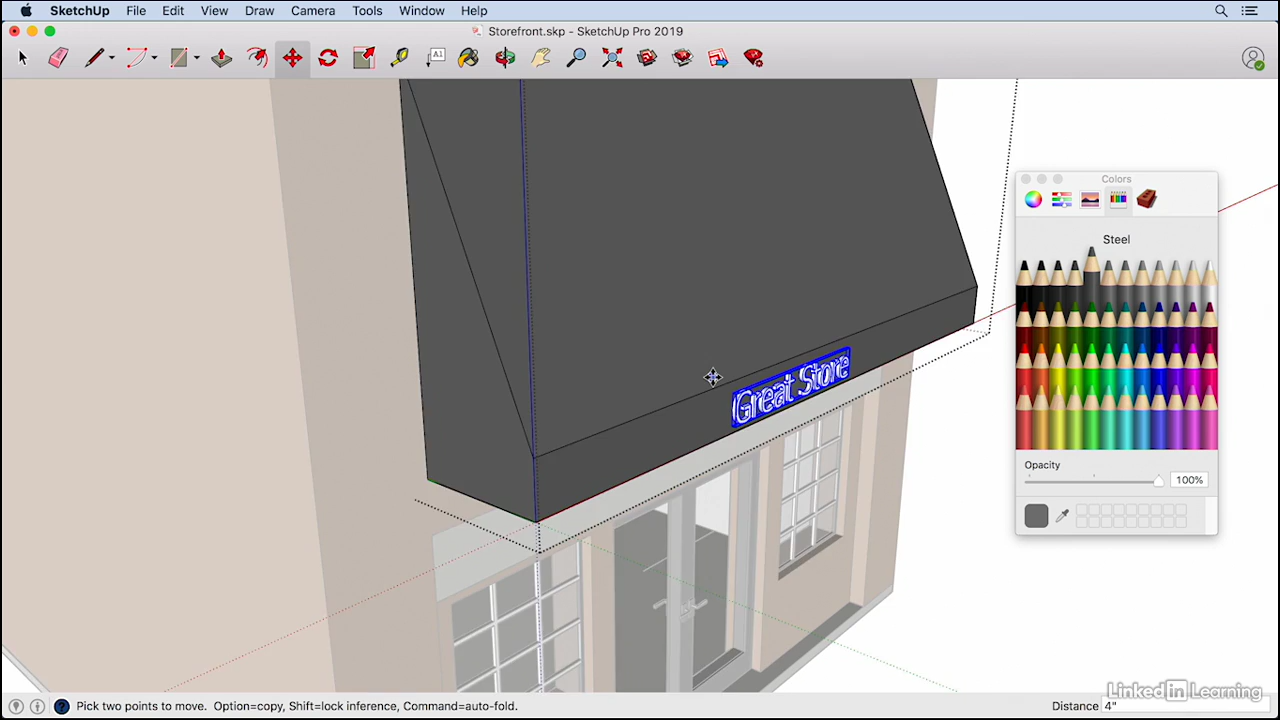 SketchUp File Edit View Draw Camera Tools Window Help
Storefront.skp - SketchUp Pro 2019
A1
Colors
Steel
Great Store
Opacity
100%
Pick two points to move. Option=copy, Shift=lock inference, Command=auto-fold.
Distance 4"
LinkedIn Learning